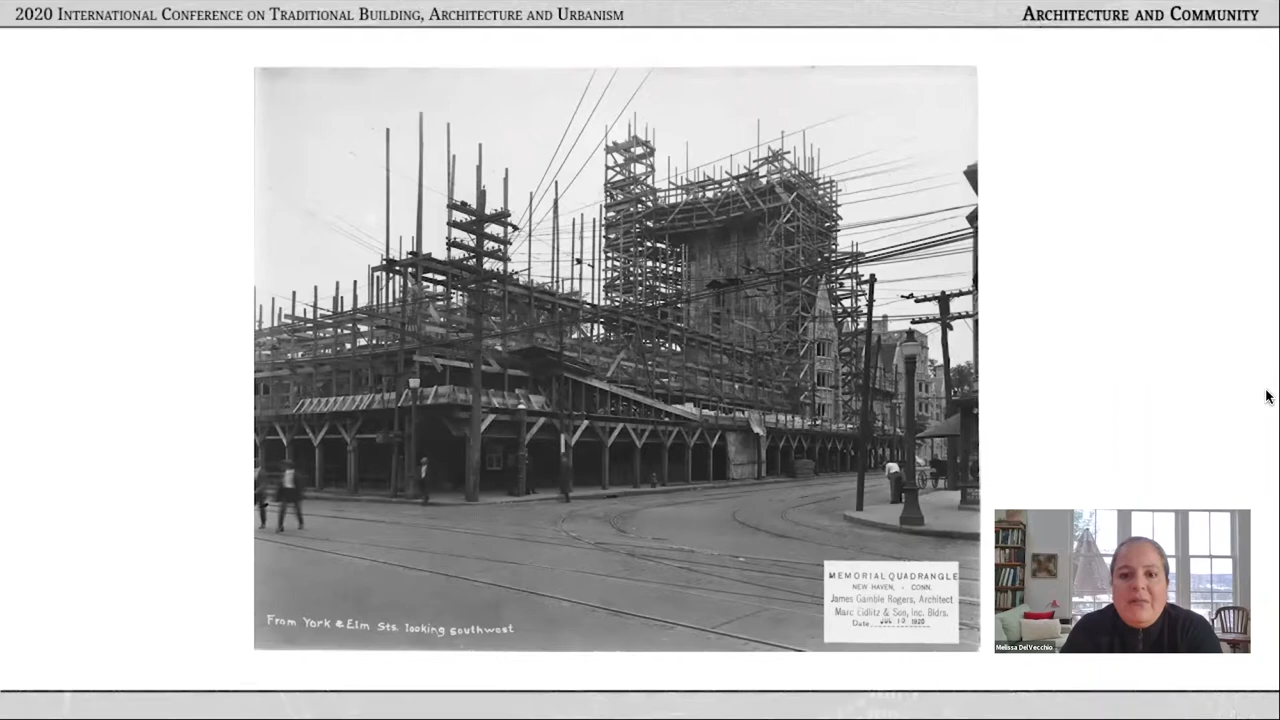 2020 International Conference on Traditional Building, Architecture and Urbanism
Architecture and Community
From York & Elm Sts. looking southwest
MEMORIAL QUADRANGLE
NEW HAVEN, - CONN.
James Gamble Rogers, Architect
Marc Eidlitz & Son, Inc. Bldrs.
Date JUL 10 1920
Melissa DelVecchio